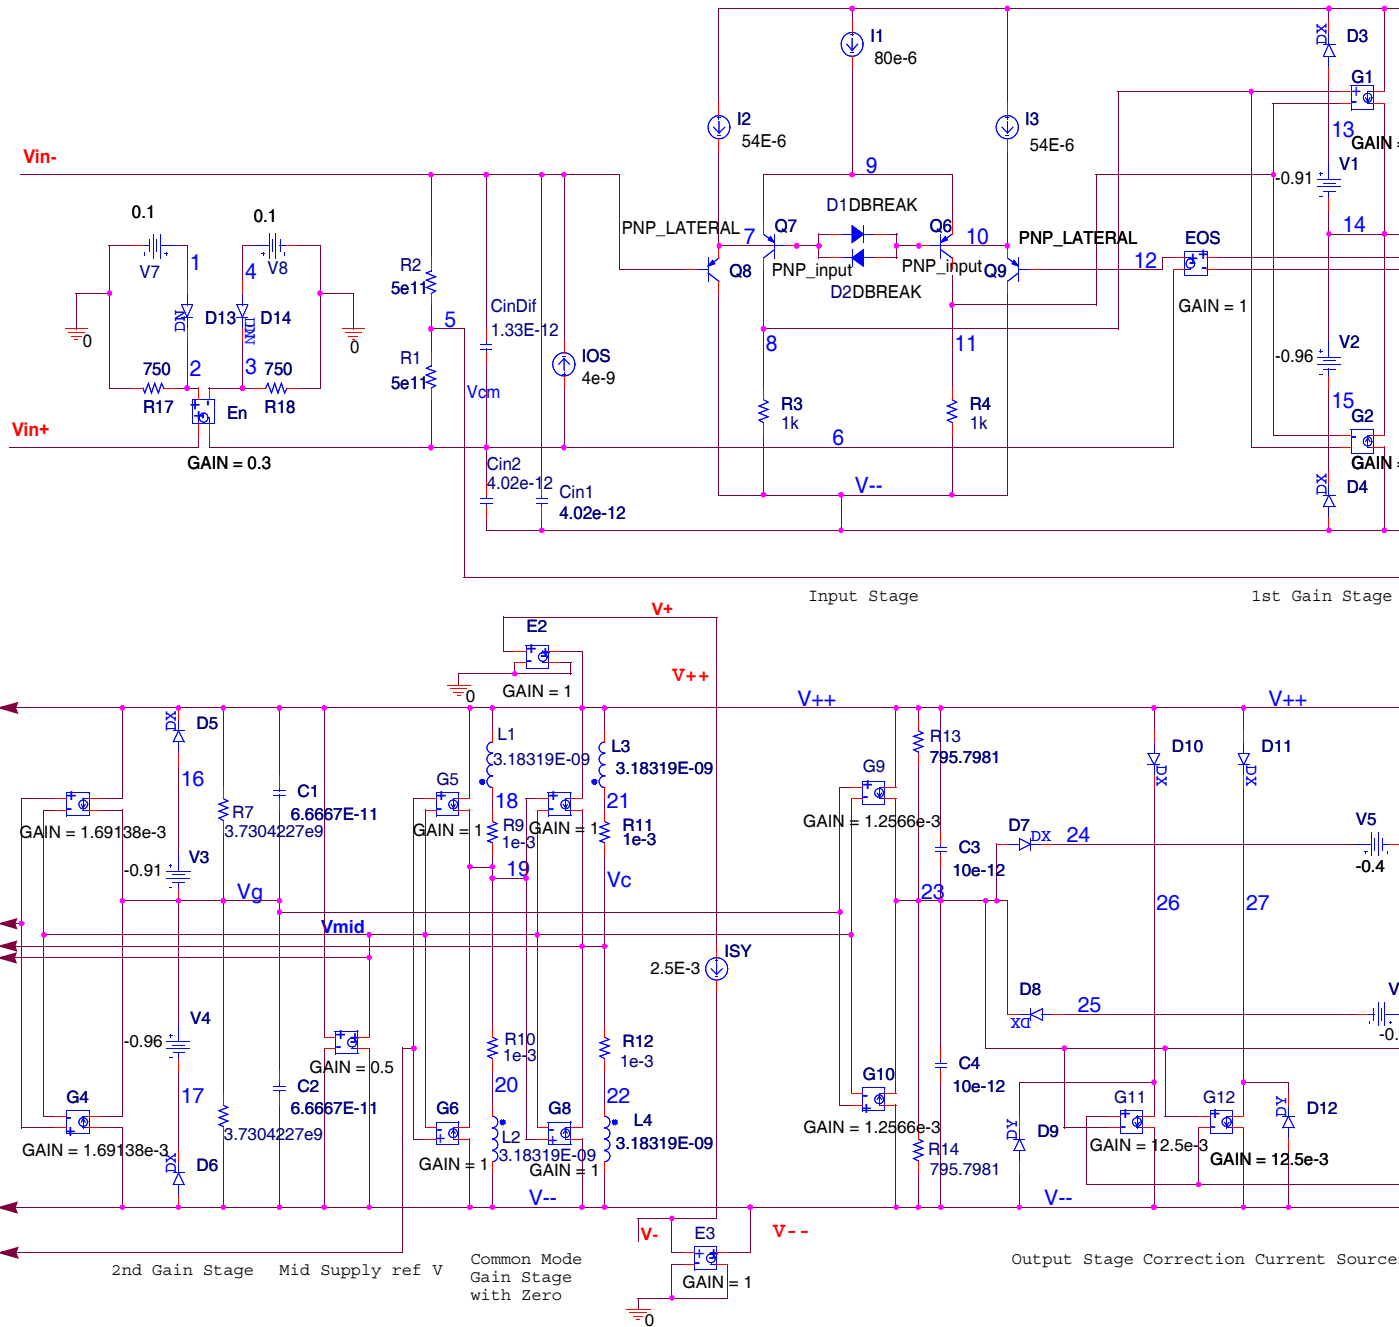 I1
80e-6
DX
D3
G1
I2
54E-6
I3
54E-6
13
GAIN =
Vin-
9
V1
-0.91
0.1
0.1
D1DBREAK
PNP_LATERAL
7
Q7
Q6
10
PNP_LATERAL
14
V7
1
4
V8
R2
5e11
Q8
PNP_input
PNP_input
Q9
12
EOS
D2DBREAK
CinDif
1.33E-12
GAIN = 1
DN
D13
DN
D14
5
0
0
8
11
V2
-0.96
750
2
3
750
R1
5e11
IOS
4e-9
R17
En
R18
Vcm
R3
1k
R4
1k
15
G2
Vin+
6
GAIN = 0.3
GAIN =
Cin2
4.02e-12
Cin1
4.02e-12
V--
DX
D4
Input Stage
1st Gain Stage
V+
E2
V++
0
GAIN = 1
V++
V++
DX
D5
L1
3.18319E-09
L3
3.18319E-09
R13
795.7981
D10
DX
D11
DX
16
C1
6.6667E-11
R7
3.7304227e9
G5
18
21
G9
GAIN = 1.69138e-3
GAIN = 1
R9
1e-3
GAIN = 1
R11
1e-3
GAIN = 1.2566e-3
D7
DX
24
V5
-0.4
C3
10e-12
V3
-0.91
19
Vc
Vg
23
26
27
Vmid
ISY
2.5E-3
D8
DX
25
V
-0.
V4
-0.96
R10
1e-3
R12
1e-3
GAIN = 0.5
C4
10e-12
17
C2
6.6667E-11
20
22
G10
G4
G6
G8
L4
3.18319E-09
GAIN = 1.2566e-3
G11
G12
DY
D12
3.7304227e9
L2
3.18319E-09
DY
D9
GAIN = 12.5e-3
GAIN = 12.5e-3
GAIN = 1.69138e-3
DX
D6
GAIN = 1
GAIN = 1
R14
795.7981
V--
V--
V-
E3
V--
GAIN = 1
0
2nd Gain Stage
Mid Supply ref V
Common Mode
Gain Stage
with Zero
Output Stage Correction Current Source